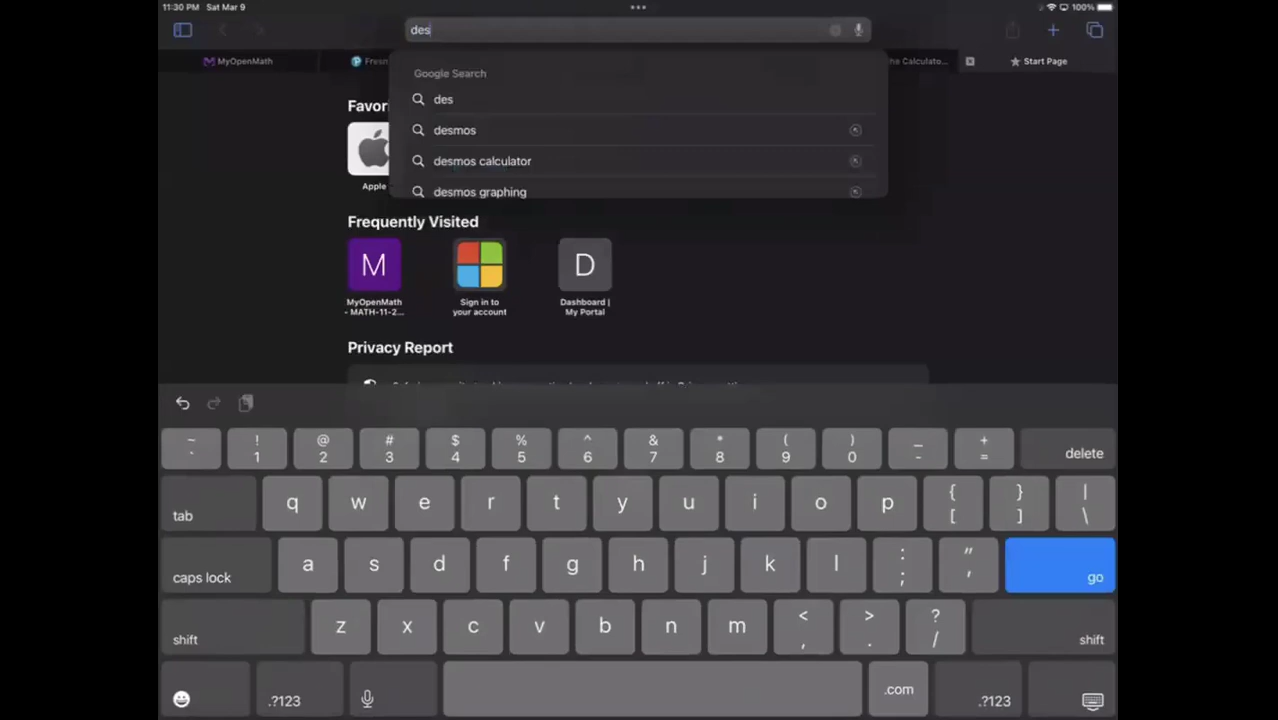 11:30 PM Sat Mar 9
100%
des
MyOpenMath
Fresn
he Calculato...
Start Page
Google Search
des
desmos
desmos calculator
desmos graphing
Favor
Apple
Frequently Visited
M
D
MyOpenMath
- MATH-11-2...
Sign in to
your account
Dashboard |
My Portal
Privacy Report
~ ! @ # $ % ^ & * ( ) _ +
` 1 2 3 4 5 6 7 8 9 0 - = delete
tab q w e r t y u i o p { [ } ] | \
caps lock a s d f g h j k l : ; " ' go
shift z x c v b n m < , > . ? / shift
.?123 .com .?123